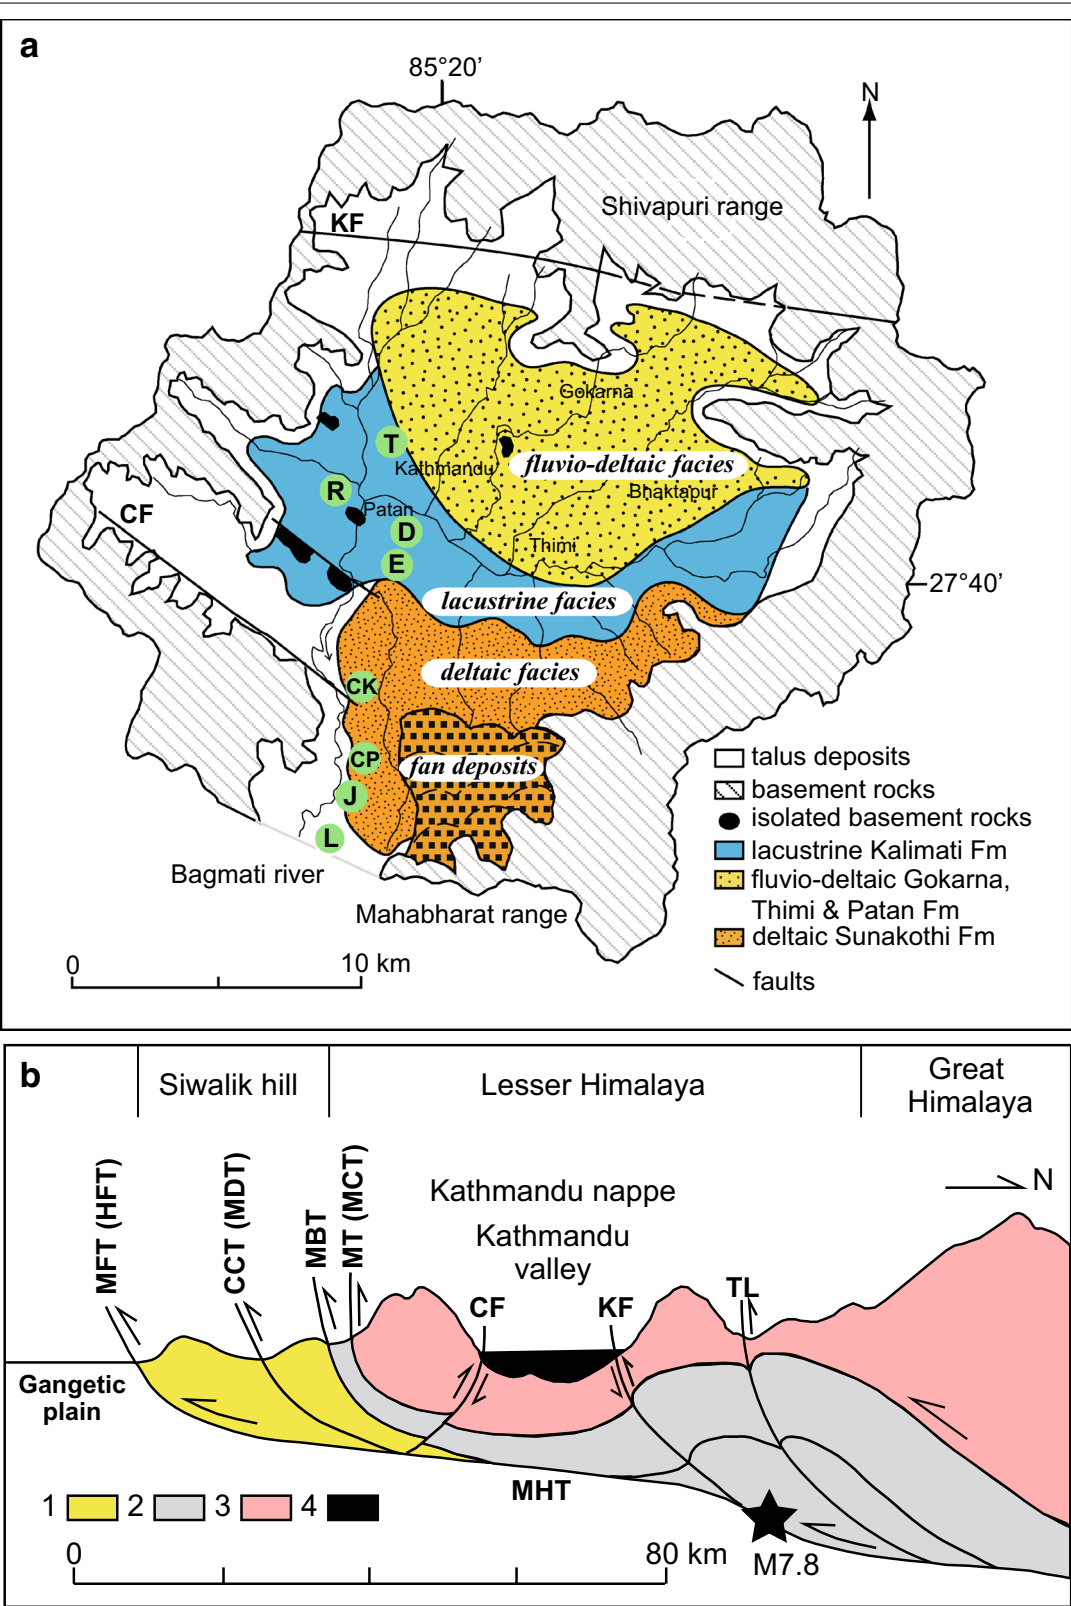 a
85°20’
N
Shivapuri range
KF
Gokarna
T
Kathmandu
fluvio-deltaic facies
R
Bhaktapur
Patan
CF
D
Thimi
E
27°40’
lacustrine facies
deltaic facies
CK
CP
fan deposits
J
L
Bagmati river
Mahabharat range
talus deposits
basement rocks
isolated basement rocks
lacustrine Kalimati Fm
fluvio-deltaic Gokarna,
Thimi & Patan Fm
deltaic Sunakothi Fm
faults
0
10 km
b
Siwalik hill
Lesser Himalaya
Great
Himalaya
MFT (HFT)
CCT (MDT)
MBT
MT (MCT)
Kathmandu nappe
Kathmandu
valley
N
CF
KF
TL
Gangetic
plain
MHT
1
2
3
4
0
80 km
M7.8